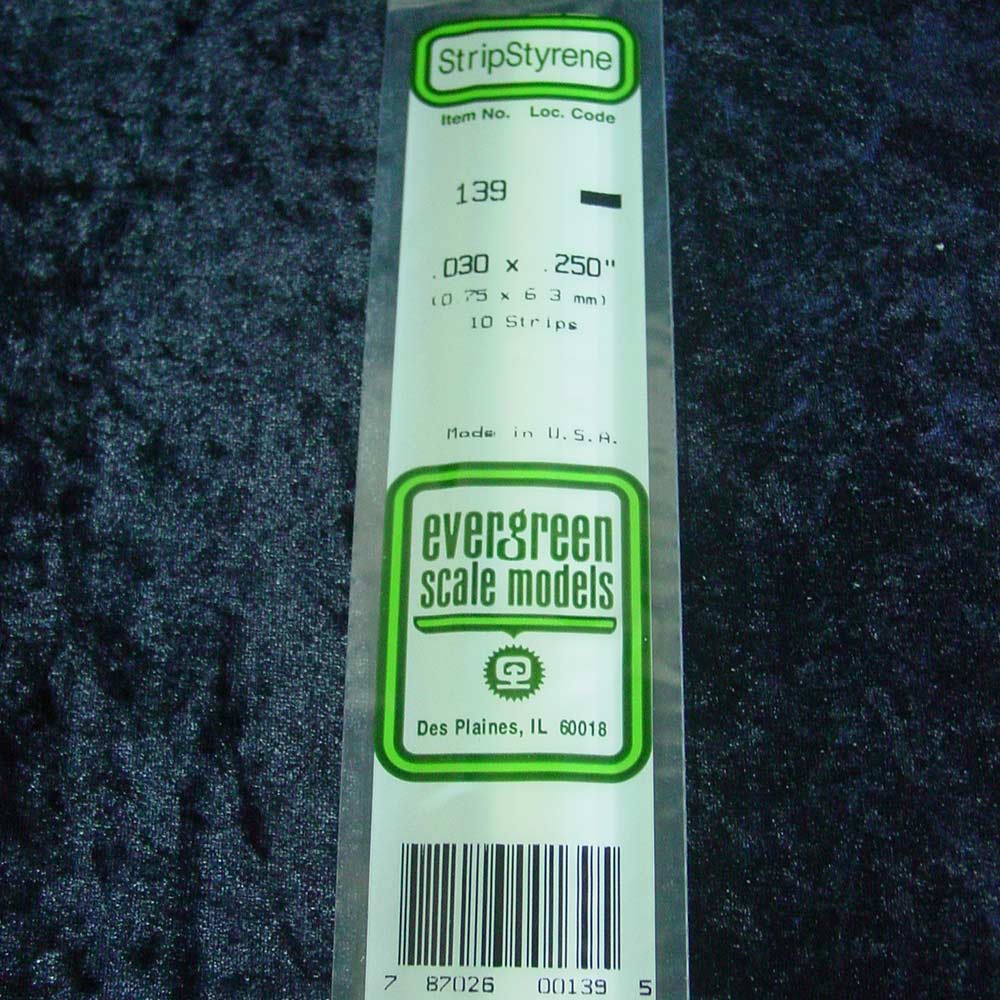 StripStyrene
Item No. Loc. Code
139
.030 x .250"
(0.75 x 6.3 mm)
10 Strips
Made in U.S.A.
evergreen
scale models
Des Plaines, IL 60018
7 87026 00139 5